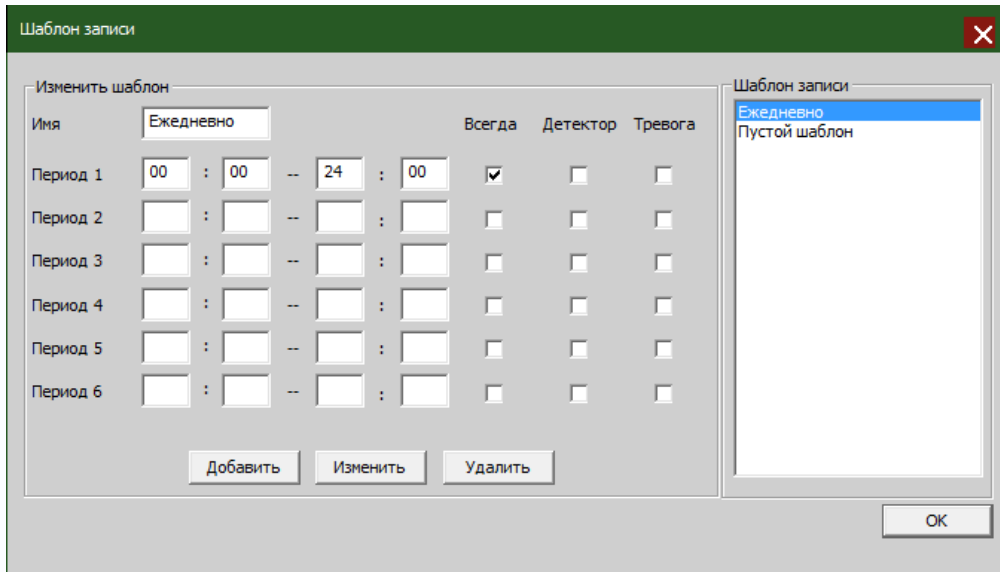 Шаблон записи
Изменить шаблон
Имя Ежедневно Всегда Детектор Тревога
Период 1 00 : 00 -- 24 : 00
Период 2 : -- :
Период 3 : -- :
Период 4 : -- :
Период 5 : -- :
Период 6 : -- :
Добавить Изменить Удалить
Шаблон записи
Ежедневно
Пустой шаблон
OK